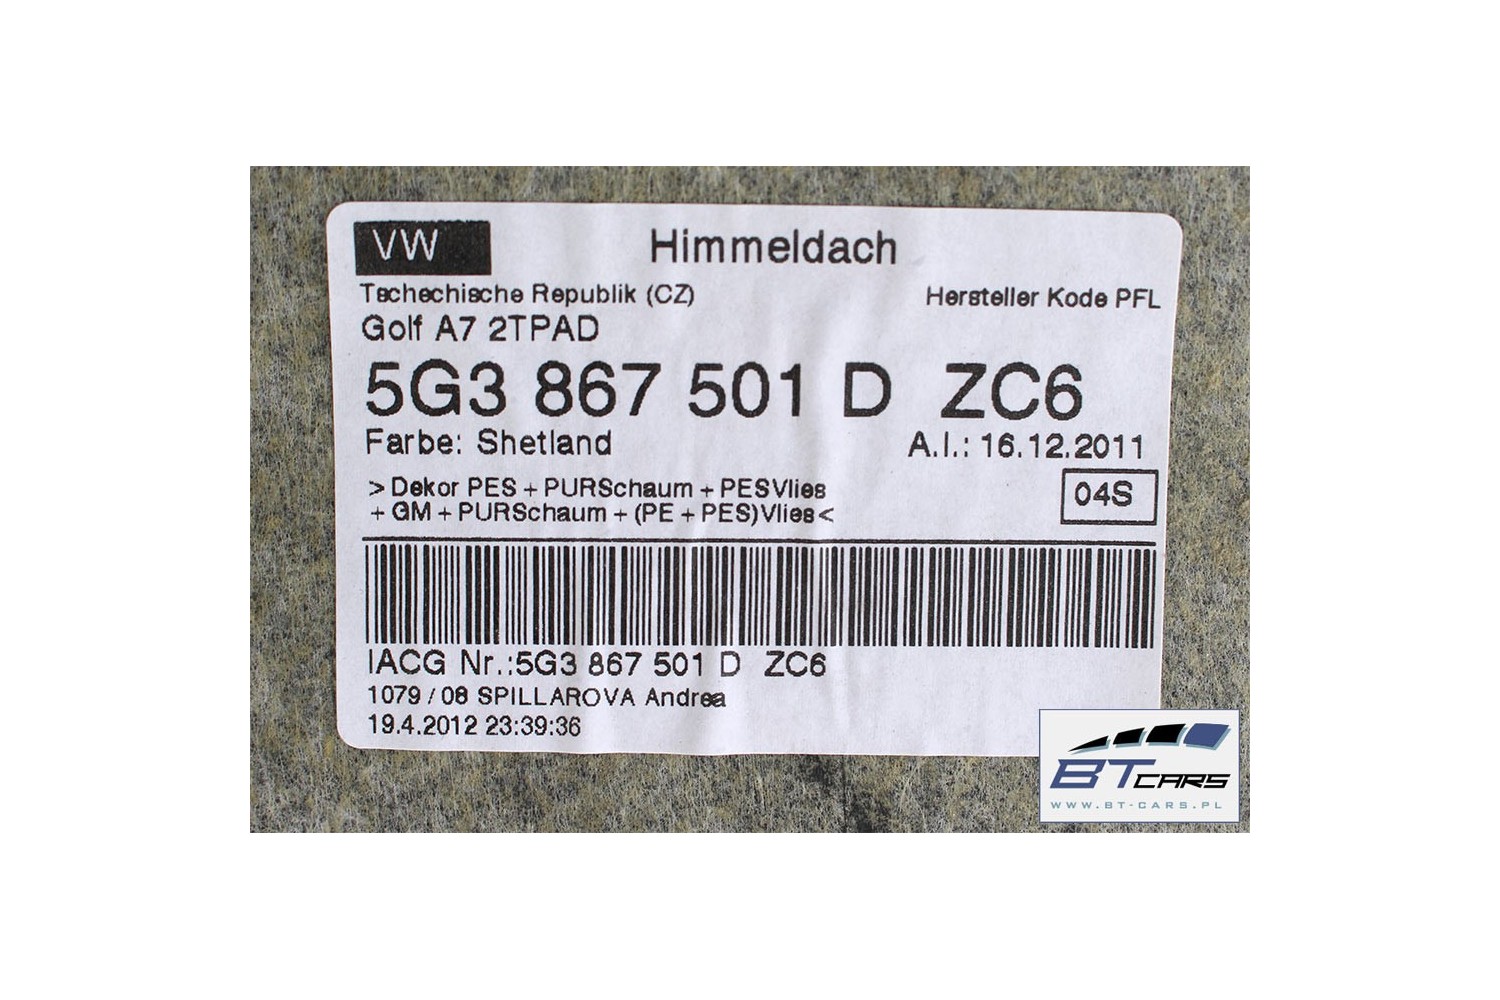 VW
Himmeldach
Tschechische Republik (CZ)
Hersteller Kode PFL
Golf A7 2TPAD
5G3 867 501 D ZC6
Farbe: Shetland
A.I.: 16.12.2011
> Dekor PES + PURSchaum + PESVlies
+ GM + PURSchaum + (PE + PES)Vlies <
04S
IACG Nr.:5G3 867 501 D ZC6
1079 / 08 SPILLAROVA Andrea
19.4.2012 23:39:36
BT CARS
WWW.BT-CARS.PL